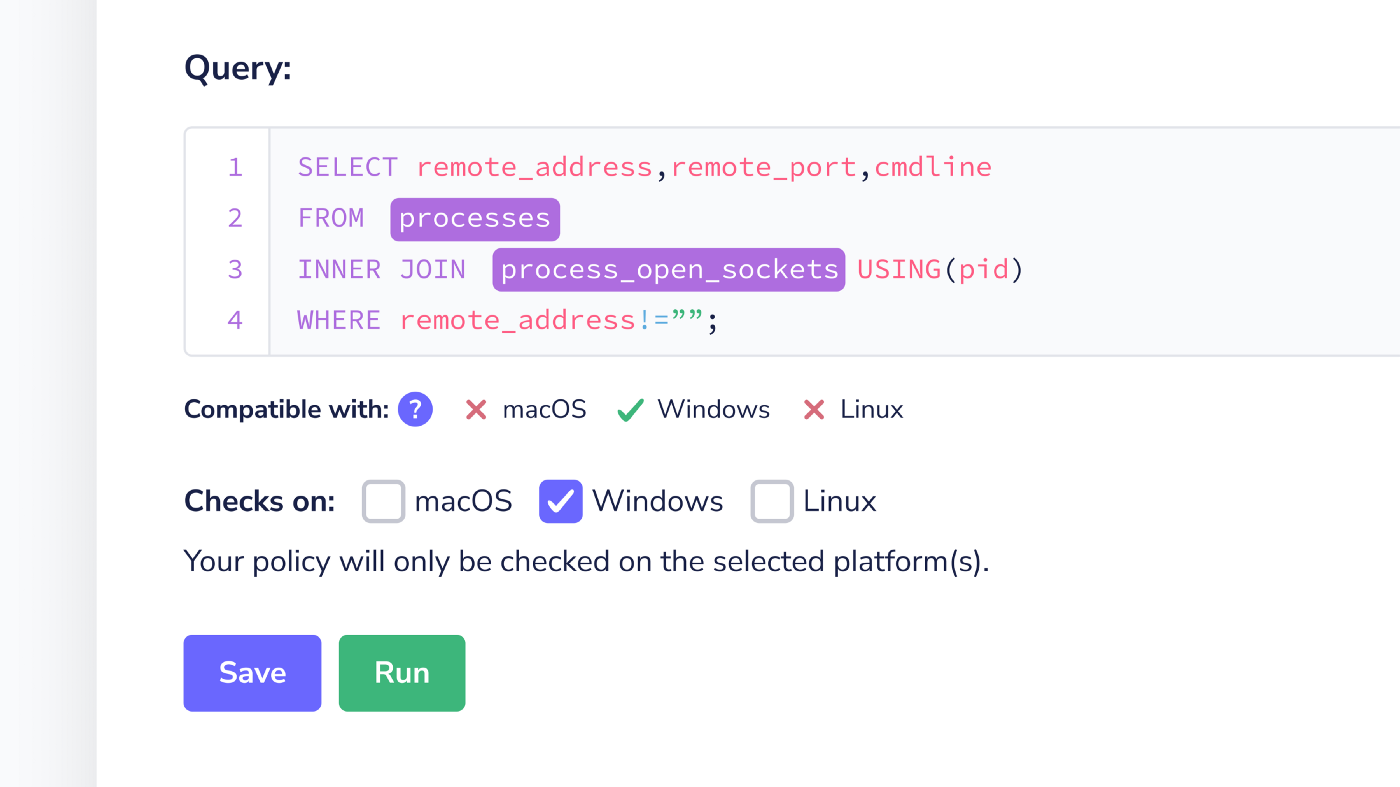 Query:
1 SELECT remote_address,remote_port,cmdline
2 FROM processes
3 INNER JOIN process_open_sockets USING(pid)
4 WHERE remote_address!=””;
Compatible with: ? macOS Windows Linux
Checks on: macOS Windows Linux
Your policy will only be checked on the selected platform(s).
Save Run